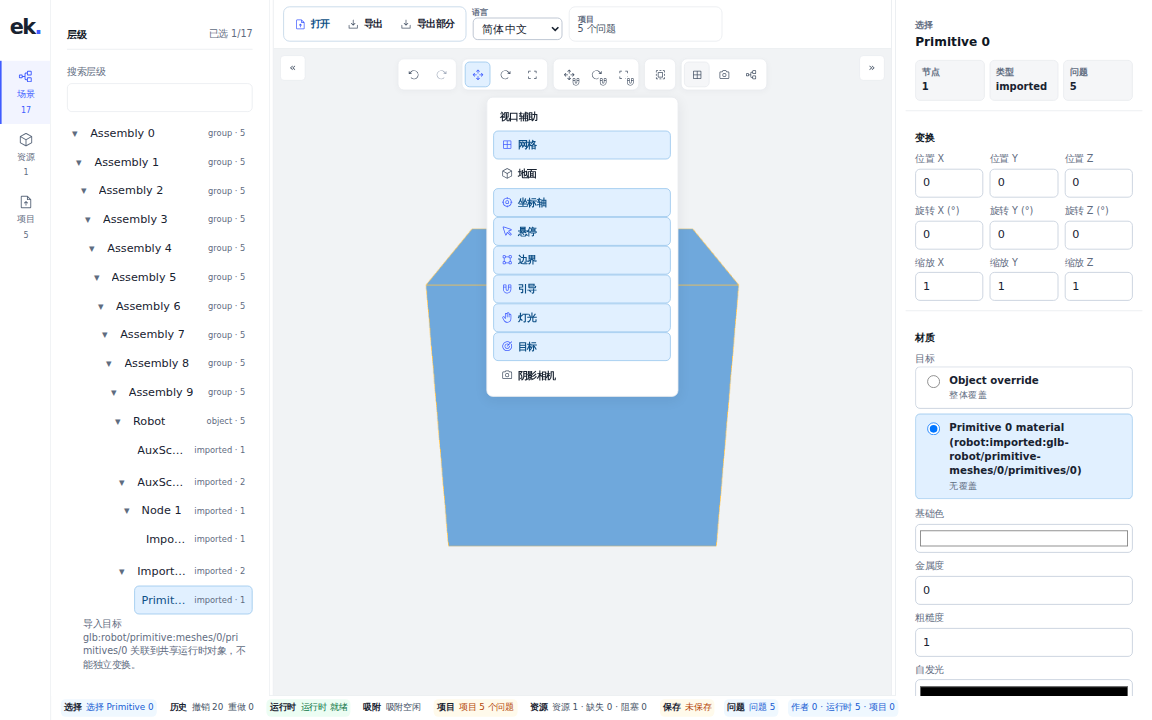 ek.
场景
17
资源
1
项目
5
层级
已选 1/17
搜索层级
Assembly 0 group · 5
Assembly 1 group · 5
Assembly 2 group · 5
Assembly 3 group · 5
Assembly 4 group · 5
Assembly 5 group · 5
Assembly 6 group · 5
Assembly 7 group · 5
Assembly 8 group · 5
Assembly 9 group · 5
Robot object · 5
AuxSc... imported · 1
AuxSc... imported · 2
Node 1 imported · 1
Impo... imported · 1
Import... imported · 2
Primit... imported · 1
导入目标
glb:robot/primitive:meshes/0/pri
mitives/0 关联到共享运行时对象，不
能独立变换。
打开
导出
导出部分
语言
简体中文
项目
5 个问题
«
»
视口辅助
网格
地面
坐标轴
悬停
边界
引导
灯光
目标
阴影相机
选择
Primitive 0
节点
1
类型
imported
问题
5
变换
位置 X 位置 Y 位置 Z
0 0 0
旋转 X (°) 旋转 Y (°) 旋转 Z (°)
0 0 0
缩放 X 缩放 Y 缩放 Z
1 1 1
材质
目标
Object override
整体覆盖
Primitive 0 material
(robot:imported:glb-
robot/primitive-
meshes/0/primitives/0)
无覆盖
基础色
金属度
0
粗糙度
1
自发光
选择 选择 Primitive 0 历史 撤销 20 重做 0 运行时 运行时 就绪 吸附 吸附空闲 项目 项目 5 个问题 资源 资源 1 · 缺失 0 · 阻塞 0 保存 未保存 问题 问题 5 作者 0 · 运行时 5 · 项目 0